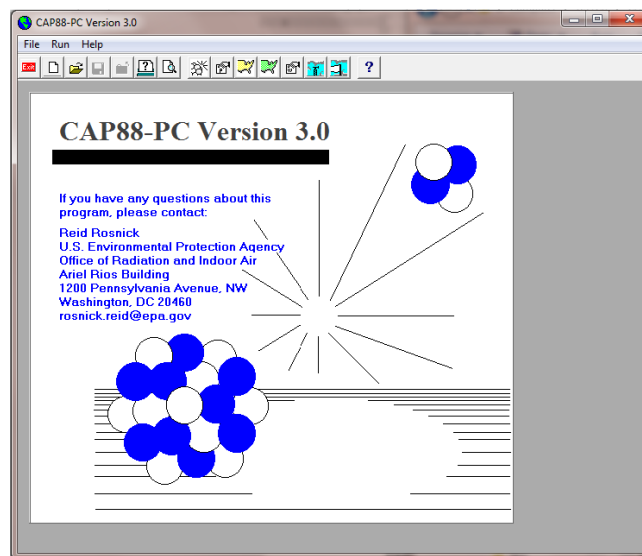 CAP88-PC Version 3.0
File Run Help
Exit
?
?
CAP88-PC Version 3.0
If you have any questions about this
program, please contact:
Reid Rosnick
U.S. Environmental Protection Agency
Office of Radiation and Indoor Air
Ariel Rios Building
1200 Pennsylvania Avenue, NW
Washington, DC 20460
rosnick.reid@epa.gov